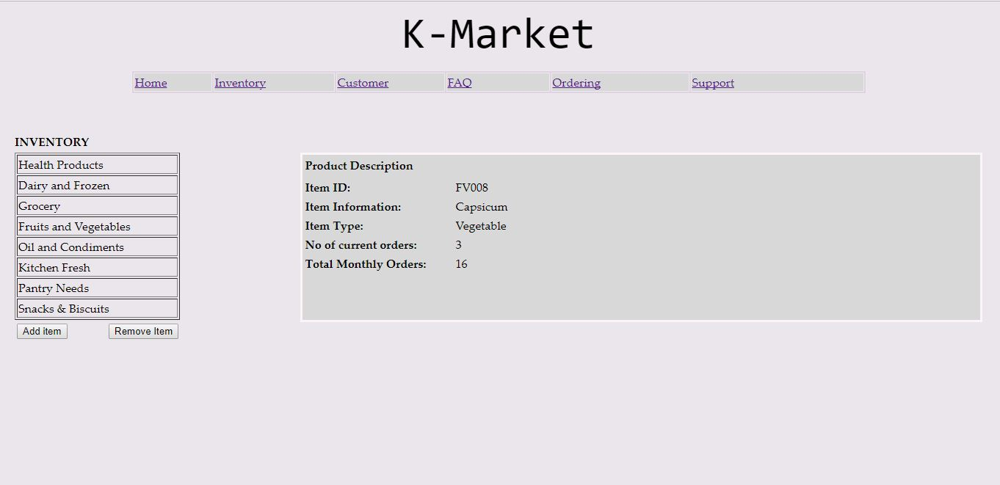 K-Market
Home Inventory Customer FAQ Ordering Support
INVENTORY
Health Products
Dairy and Frozen
Grocery
Fruits and Vegetables
Oil and Condiments
Kitchen Fresh
Pantry Needs
Snacks & Biscuits
Add item Remove Item
Product Description
Item ID: FV008
Item Information: Capsicum
Item Type: Vegetable
No of current orders: 3
Total Monthly Orders: 16